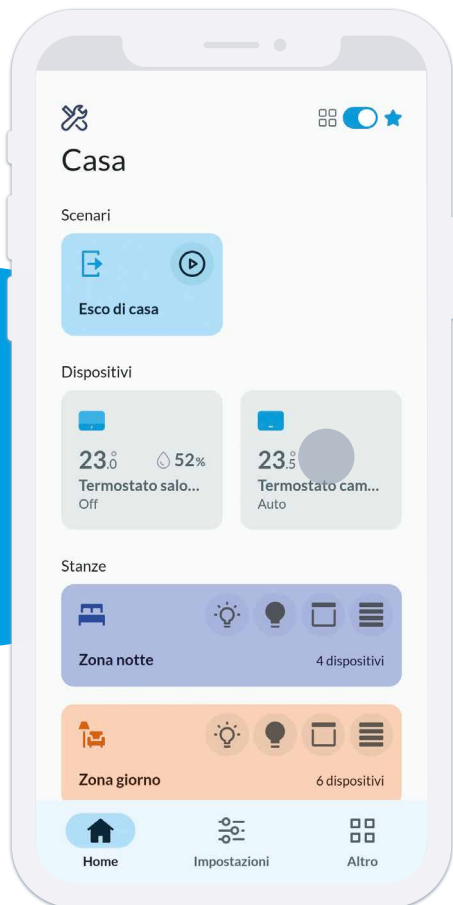 Casa
Scenari
Esco di casa
Dispositivi
23.0° 52%
Termostato salo...
Off
23.5°
Termostato cam...
Auto
Stanze
Zona notte 4 dispositivi
Zona giorno 6 dispositivi
Home Impostazioni Altro